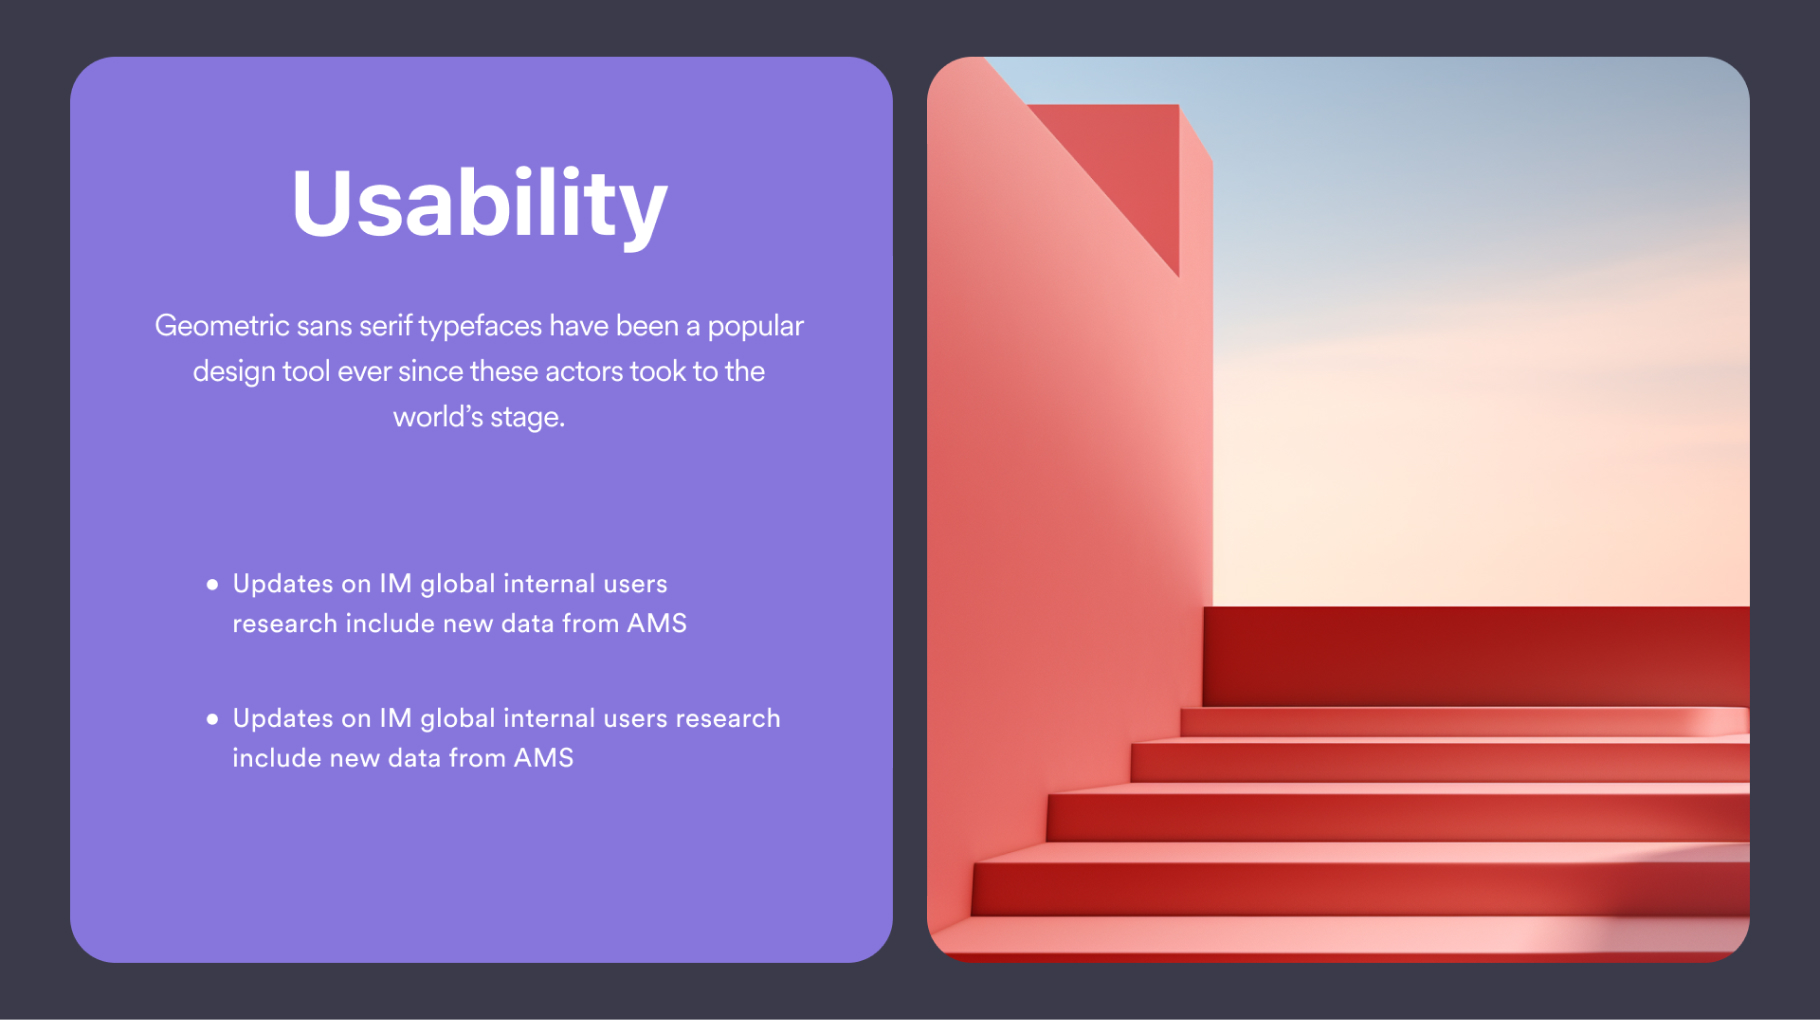 Usability
Geometric sans serif typefaces have been a popular
design tool ever since these actors took to the
world’s stage.
● Updates on IM global internal users
research include new data from AMS
● Updates on IM global internal users research
include new data from AMS